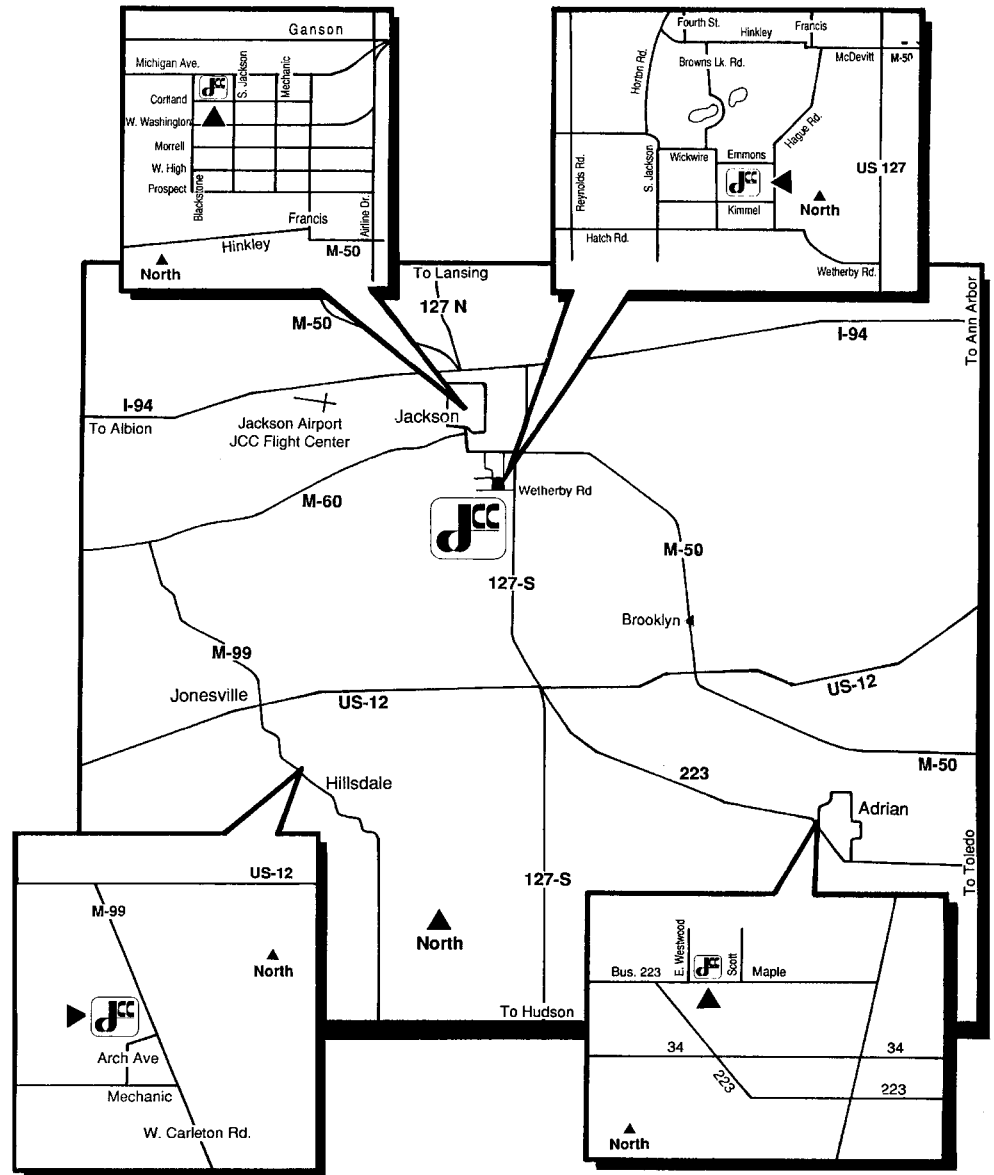 Ganson
Michigan Ave.
S. Jackson
Mechanic
jcc
Cortland
W. Washington
Morrell
W. High
Prospect
Blackstone
Francis
Airline Dr.
Hinkley
M-50
North
Fourth St.
Francis
Hinkley
Horton Rd.
Browns Lk. Rd.
McDevitt
M-50
Hague Rd.
Reynolds Rd.
S. Jackson
Wickwire
Emmons
US 127
jcc
North
Kimmel
Hatch Rd.
Wetherby Rd.
To Lansing
127 N
M-50
I-94
To Ann Arbor
I-94
To Albion
Jackson Airport
JCC Flight Center
Jackson
M-60
Wetherby Rd
jcc
M-50
127-S
Brooklyn
M-99
Jonesville
US-12
US-12
M-50
223
Hillsdale
Adrian
To Toledo
127-S
North
To Hudson
US-12
M-99
North
jcc
Arch Ave
Mechanic
W. Carleton Rd.
E. Westwood
Bus. 223
jcc
Scott
Maple
34
34
223
223
North